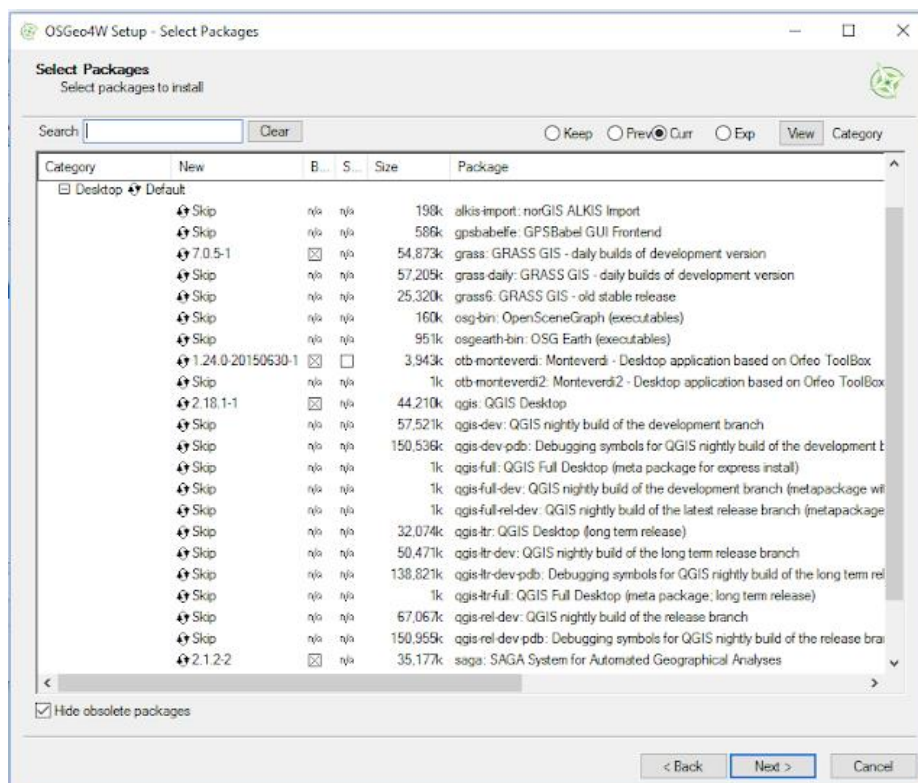 OSGeo4W Setup - Select Packages
Select Packages
Select packages to install
Search Clear Keep Prev Curr Exp View Category
Category New B... S... Size Package
Desktop Default
Skip n/a n/a 198k alkis-import: norGIS ALKIS Import
Skip n/a n/a 586k gpsbabelfe: GPSBabel GUI Frontend
7.0.5-1 n/a 54,873k grass: GRASS GIS - daily builds of development version
Skip n/a n/a 57,205k grass-daily: GRASS GIS - daily builds of development version
Skip n/a n/a 25,320k grass6: GRASS GIS - old stable release
Skip n/a n/a 160k osg-bin: OpenSceneGraph (executables)
Skip n/a n/a 951k osgearth-bin: OSG Earth (executables)
1.24.0-20150630-1 3,943k otb-monteverdi: Monteverdi - Desktop application based on Orfeo ToolBox
Skip n/a n/a 1k otb-monteverdi2: Monteverdi2 - Desktop application based on Orfeo ToolBox
2.18.1-1 n/a 44,210k qgis: QGIS Desktop
Skip n/a n/a 57,521k qgis-dev: QGIS nightly build of the development branch
Skip n/a n/a 150,536k qgis-dev-pdb: Debugging symbols for QGIS nightly build of the development b
Skip n/a n/a 1k qgis-full: QGIS Full Desktop (meta package for express install)
Skip n/a n/a 1k qgis-full-dev: QGIS nightly build of the development branch (metapackage wit
Skip n/a n/a 1k qgis-full-rel-dev: QGIS nightly build of the latest release branch (metapackage
Skip n/a n/a 32,074k qgis-ltr: QGIS Desktop (long term release)
Skip n/a n/a 50,471k qgis-ltr-dev: QGIS nightly build of the long term release branch
Skip n/a n/a 138,821k qgis-ltr-dev-pdb: Debugging symbols for QGIS nightly build of the long term rel
Skip n/a n/a 1k qgis-ltr-full: QGIS Full Desktop (meta package; long term release)
Skip n/a n/a 67,067k qgis-rel-dev: QGIS nightly build of the release branch
Skip n/a n/a 150,955k qgis-rel-dev-pdb: Debugging symbols for QGIS nightly build of the release bra
2.1.2-2 n/a 35,177k saga: SAGA System for Automated Geographical Analyses
Hide obsolete packages
< Back Next > Cancel